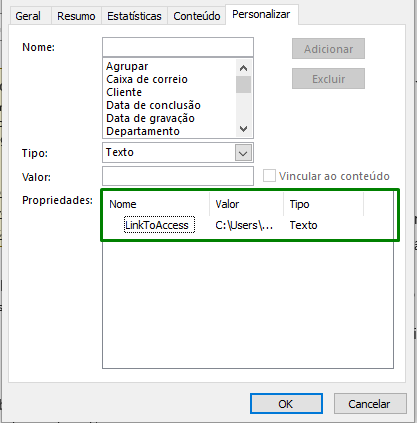 Geral Resumo Estatísticas Conteúdo Personalizar
Nome:
Adicionar
Agrupar
Caixa de correio
Cliente
Data de conclusão
Data de gravação
Departamento
Excluir
Tipo: Texto
Valor: Vincular ao conteúdo
Propriedades: Nome Valor Tipo
LinkToAccess C:\Users\... Texto
OK Cancelar